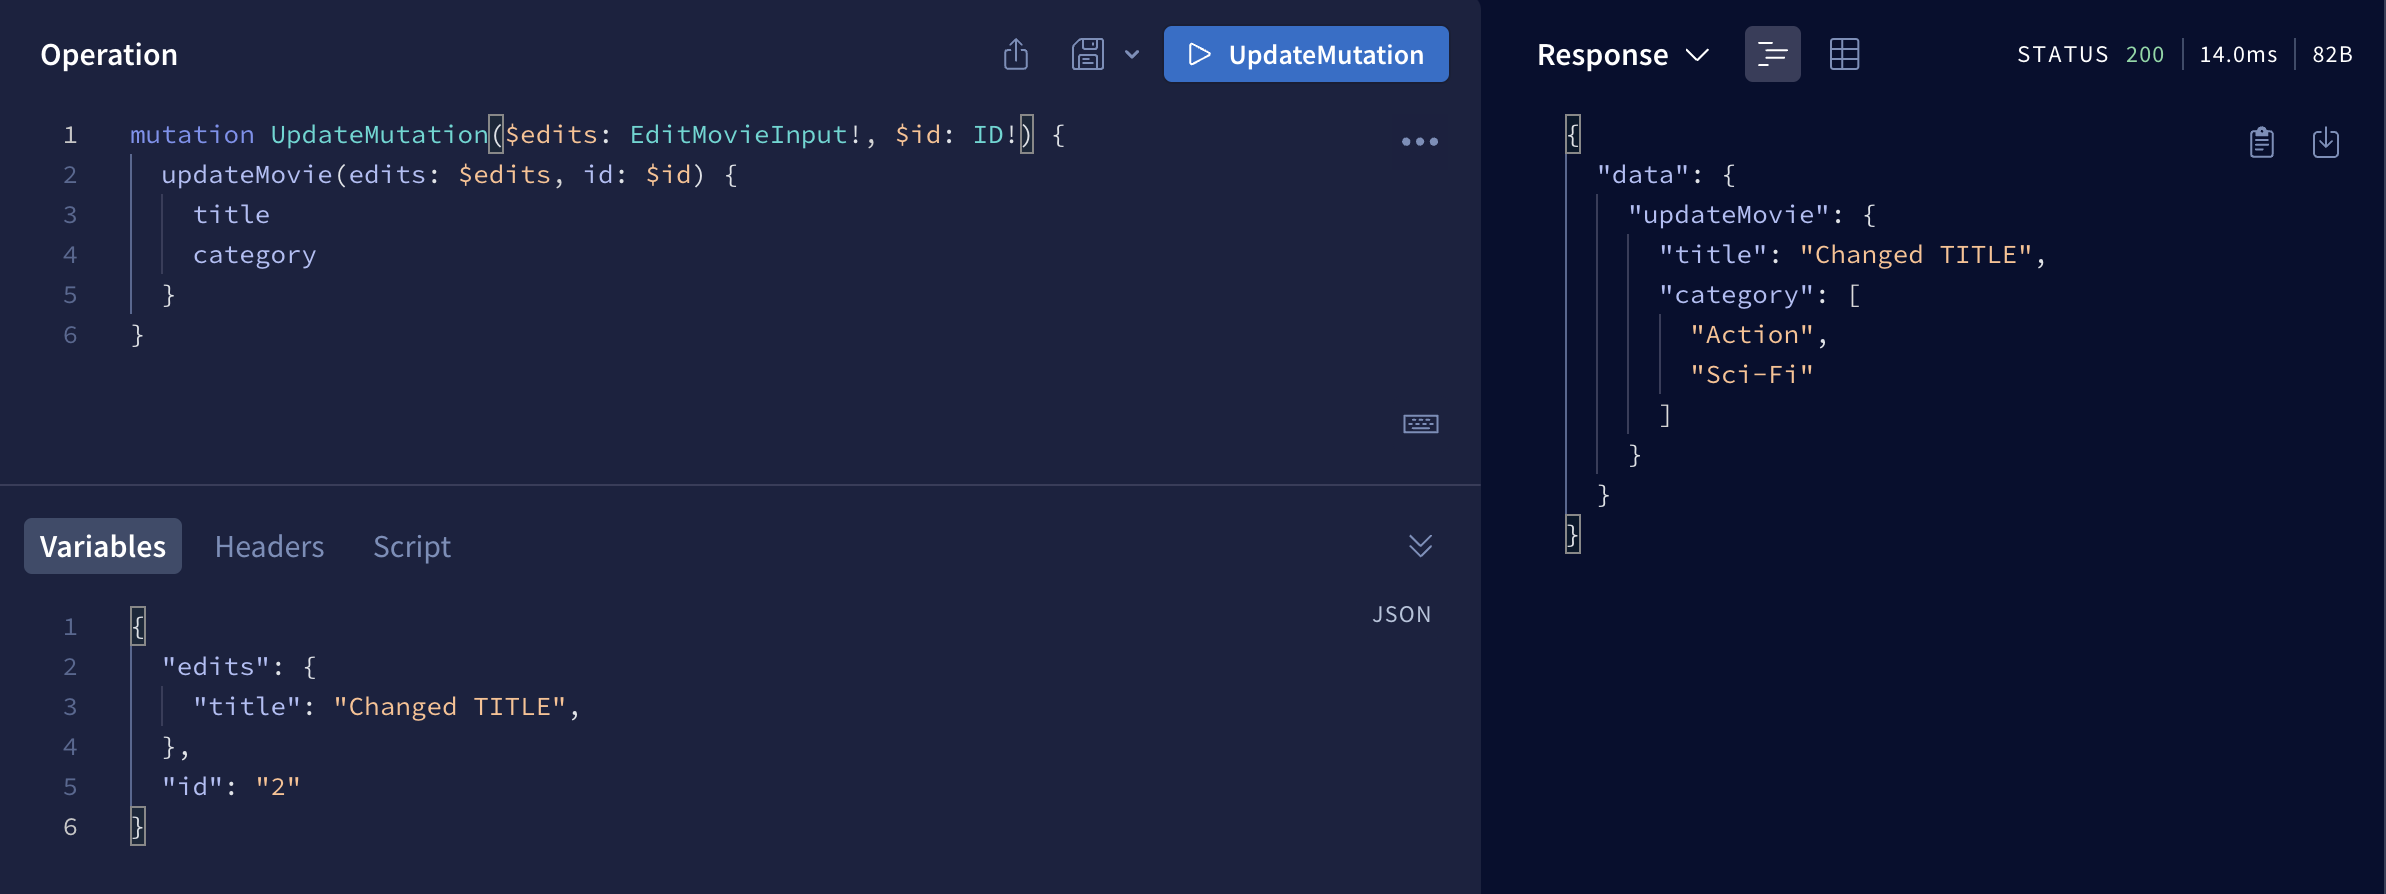 Operation
UpdateMutation
1 mutation UpdateMutation($edits: EditMovieInput!, $id: ID!) {
2   updateMovie(edits: $edits, id: $id) {
3     title
4     category
5   }
6 }
Variables Headers Script
JSON
1 {
2   "edits": {
3     "title": "Changed TITLE",
4   },
5   "id": "2"
6 }
Response
STATUS 200 14.0ms 82B
{
  "data": {
    "updateMovie": {
      "title": "Changed TITLE",
      "category": [
        "Action",
        "Sci-Fi"
      ]
    }
  }
}